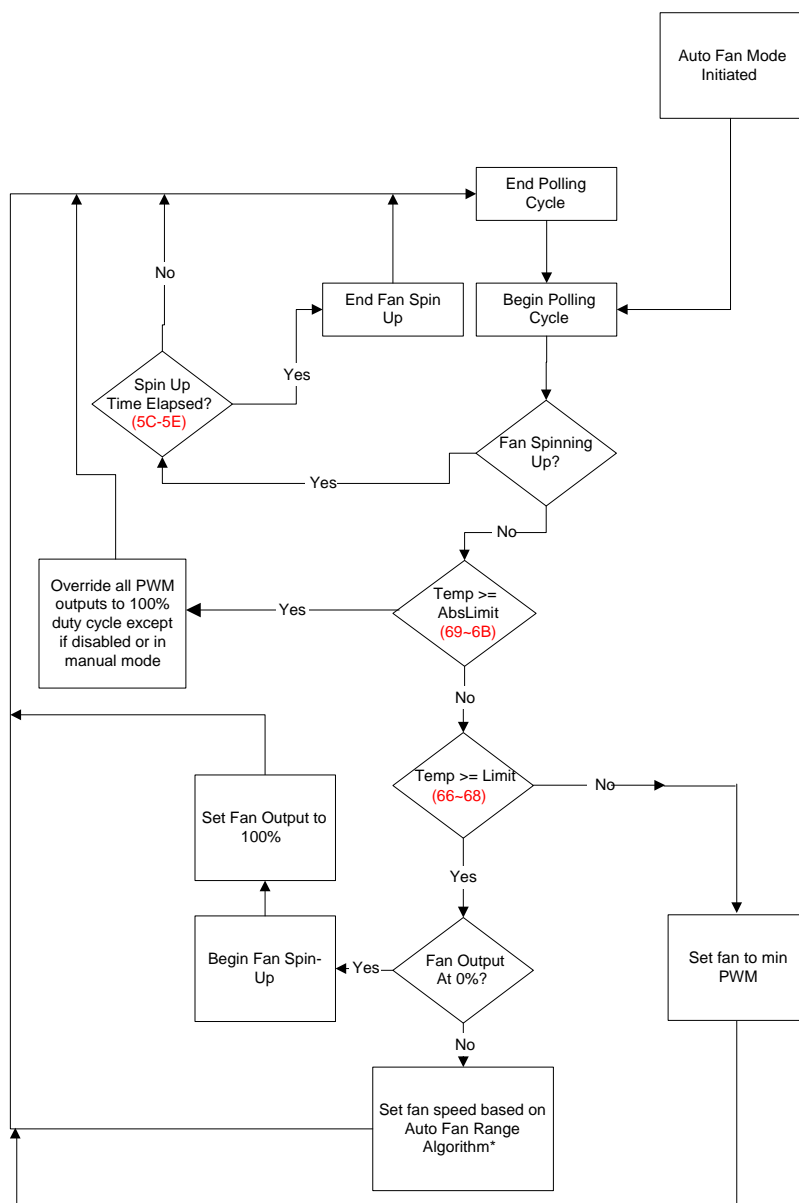 Auto Fan Mode
Initiated
End Polling
Cycle
No
End Fan Spin
Up
Begin Polling
Cycle
Yes
Spin Up
Time Elapsed?
(5C-5E)
Fan Spinning
Up?
Yes
No
Override all PWM
outputs to 100%
duty cycle except
if disabled or in
manual mode
Yes
Temp >=
AbsLimit
(69~6B)
No
Temp >= Limit
(66~68)
No
Set Fan Output to
100%
Yes
Begin Fan Spin-
Up
Yes
Fan Output
At 0%?
Set fan to min
PWM
No
Set fan speed based on
Auto Fan Range
Algorithm*